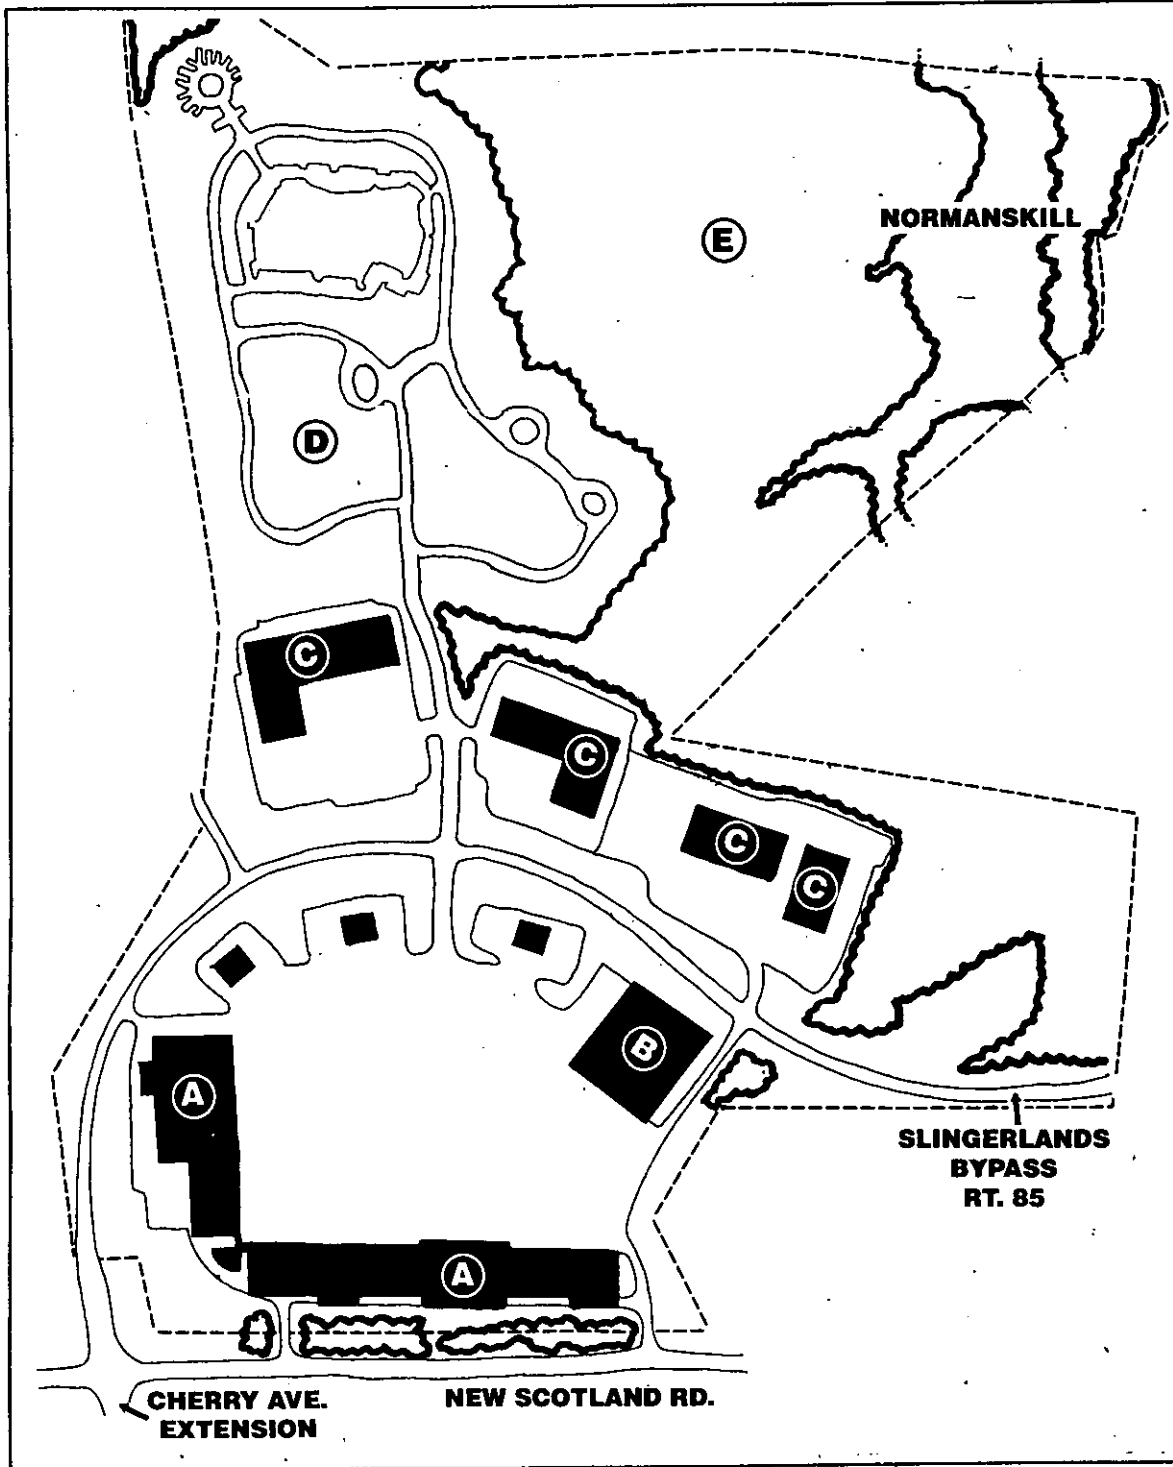 E
NORMANSKILL
D
C
C
C
C
B
A
SLINGERLANDS
BYPASS
RT. 85
A
CHERRY AVE.
EXTENSION
NEW SCOTLAND RD.